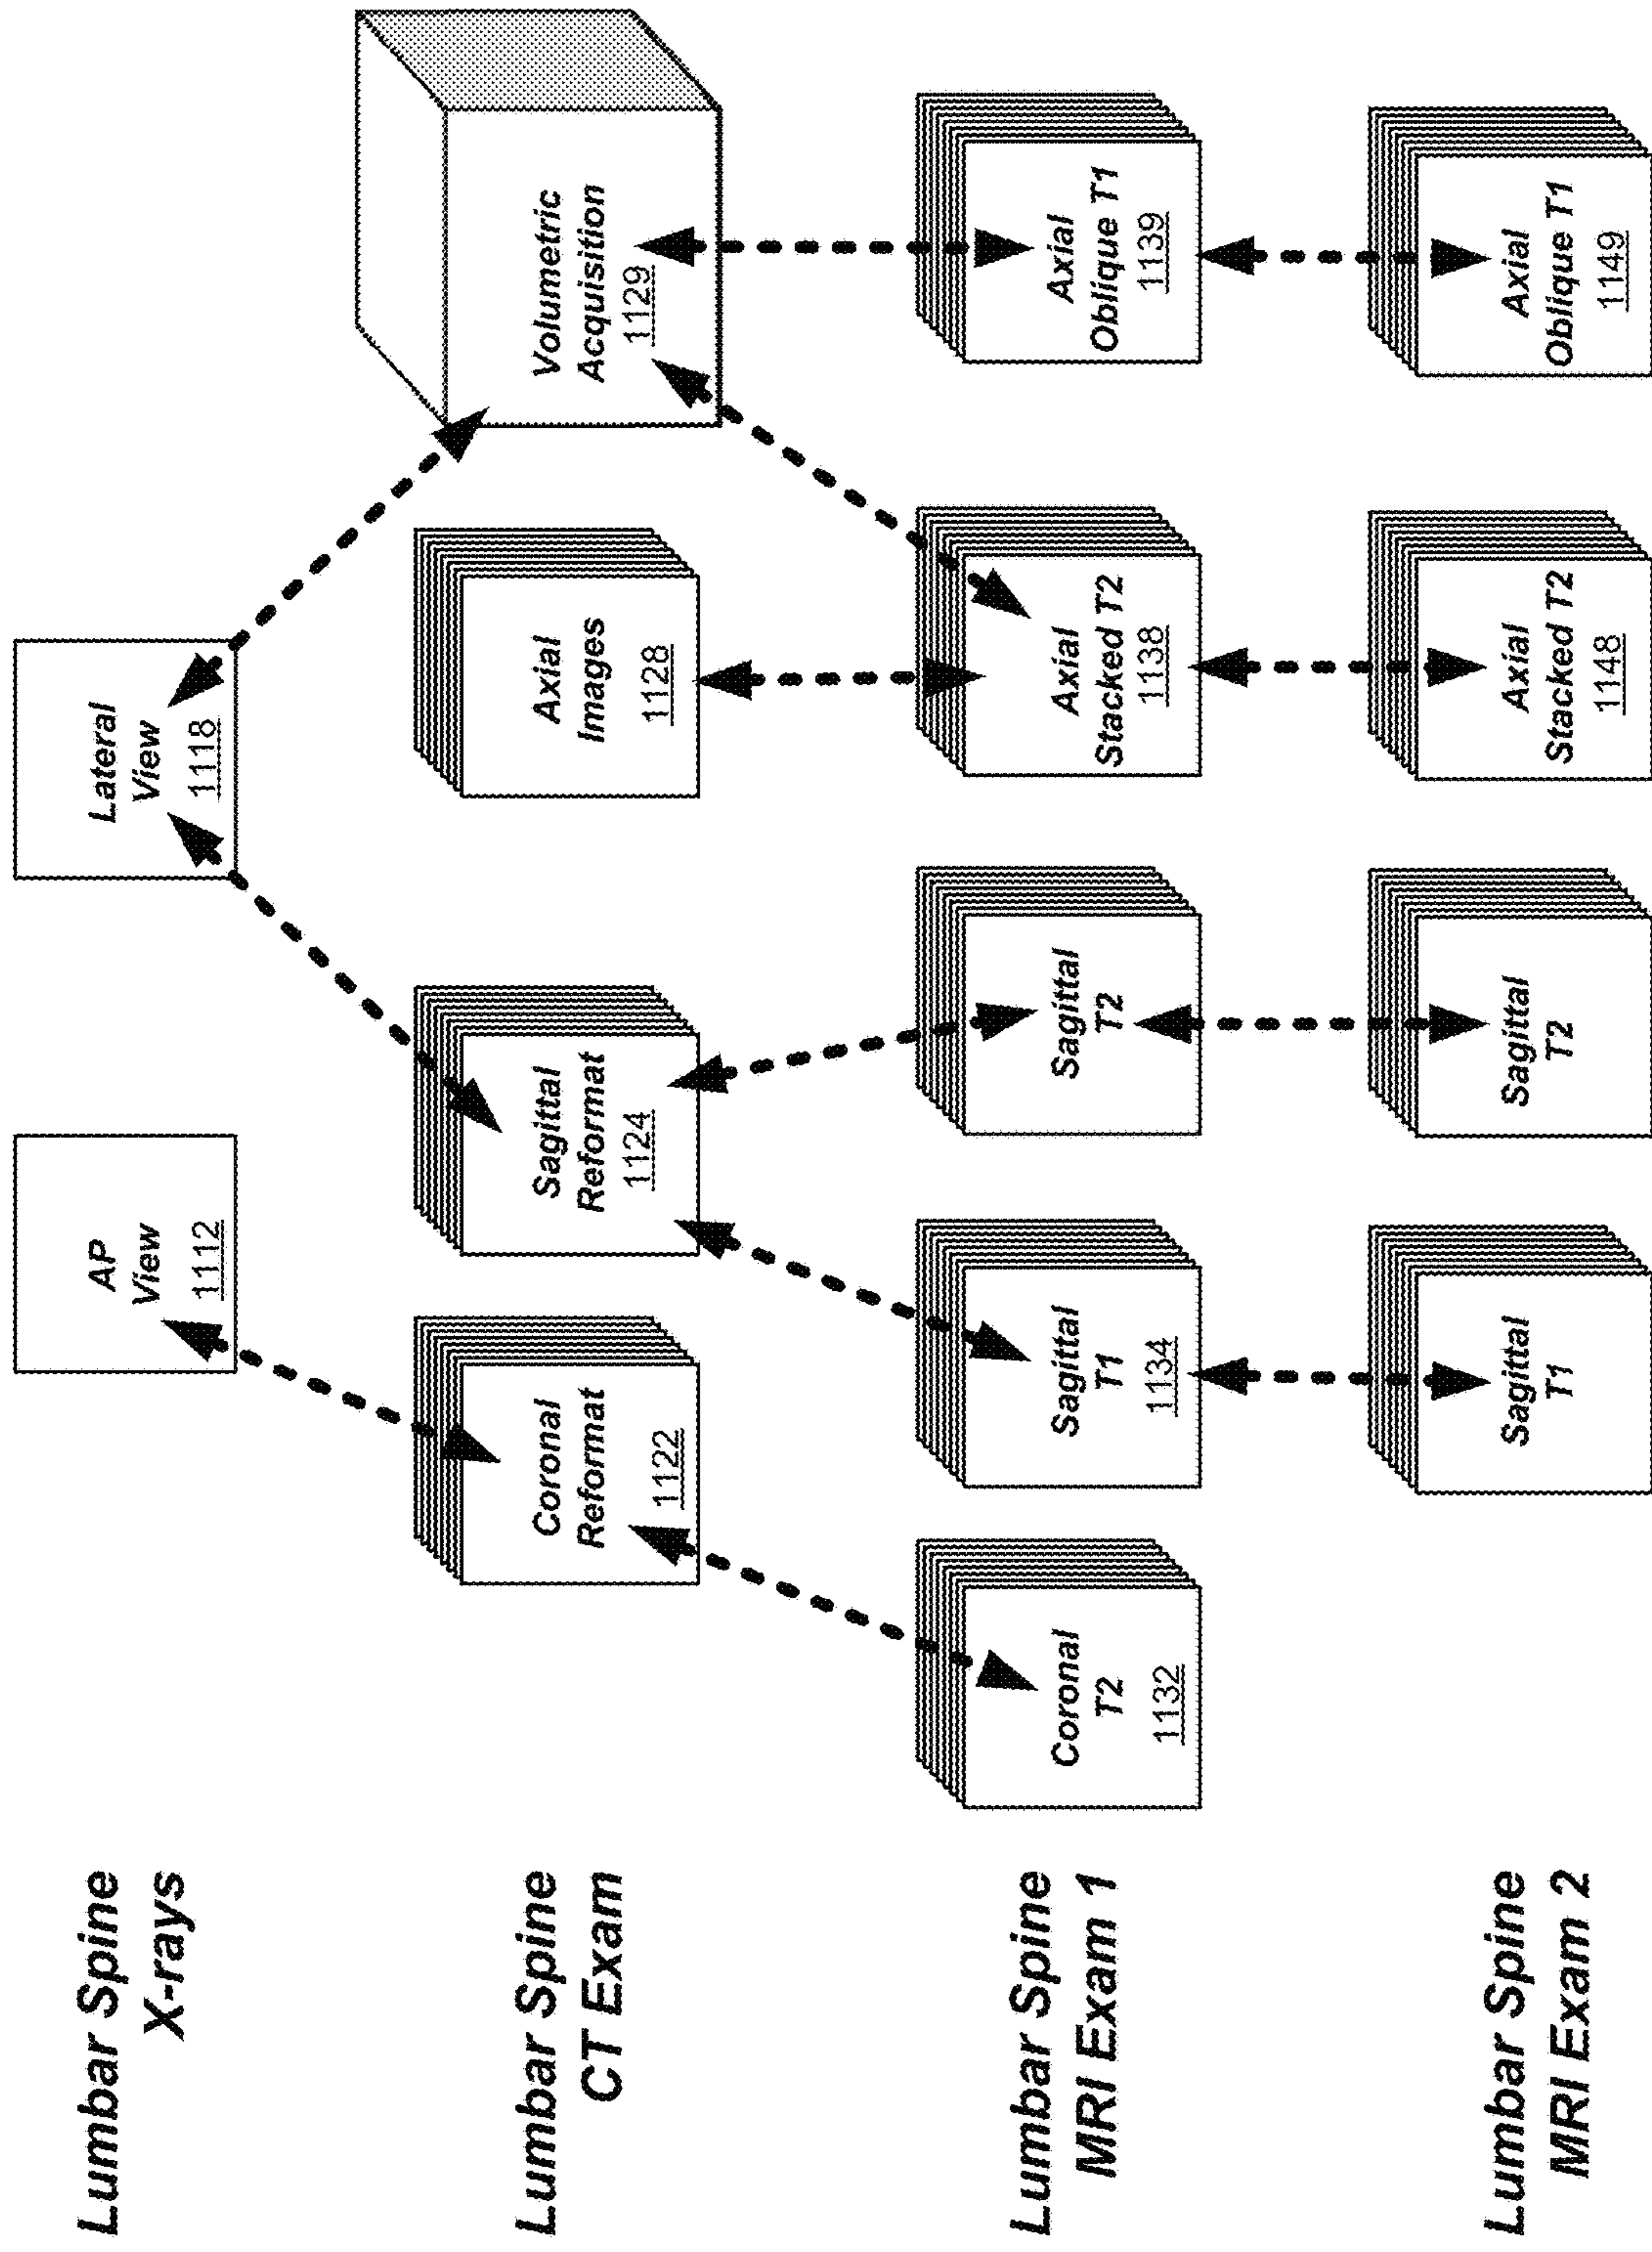 Lumbar Spine
X-rays
AP
View
1112
Lateral
View
1118
Lumbar Spine
CT Exam
Coronal
Reformat
1122
Sagittal
Reformat
1124
Axial
Images
1128
Volumetric
Acquisition
1129
Lumbar Spine
MRI Exam 1
Coronal
T2
1132
Sagittal
T1
1134
Sagittal
T2
Axial
Stacked T2
1138
Axial
Oblique T1
1139
Lumbar Spine
MRI Exam 2
Sagittal
T1
Sagittal
T2
Axial
Stacked T2
1148
Axial
Oblique T1
1149